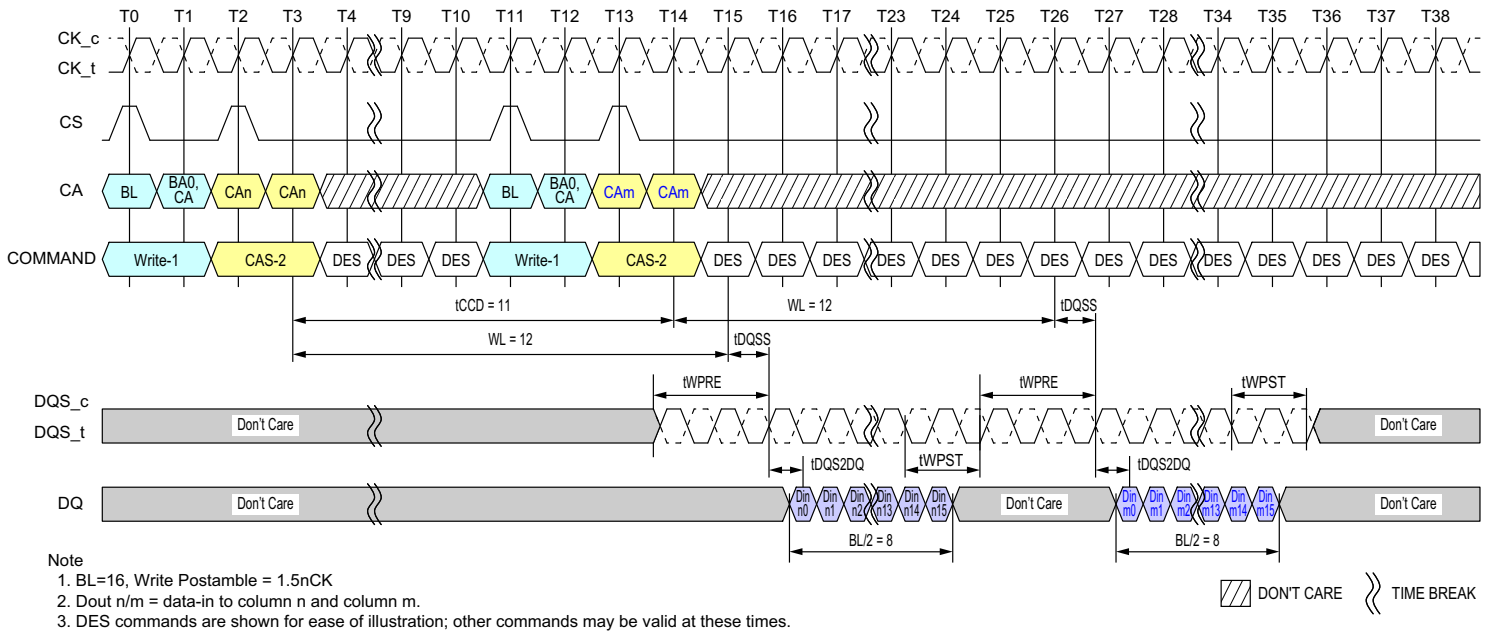 T0 T1 T2 T3 T4 T9 T10 T11 T12 T13 T14 T15 T16 T17 T23 T24 T25 T26 T27 T28 T34 T35 T36 T37 T38
CK_c
CK_t
CS
CA BL BA0, CA CAn CAn BL BA0, CA CAm CAm
COMMAND Write-1 CAS-2 DES DES DES Write-1 CAS-2 DES DES DES DES DES DES DES DES DES DES DES DES DES DES
tCCD = 11 WL = 12 tDQSS
WL = 12 tDQSS
tWPRE tWPRE tWPST
DQS_c
DQS_t
Don't Care Don't Care
tDQS2DQ tWPST tDQS2DQ
DQ Don't Care Din n0 Din n1 Din n2 Din n13 Din n14 Din n15 Don't Care Din m0 Din m1 Din m2 Din m13 Din m14 Din m15 Don't Care
BL/2 = 8 BL/2 = 8
Note
1. BL=16, Write Postamble = 1.5nCK
2. Dout n/m = data-in to column n and column m.
3. DES commands are shown for ease of illustration; other commands may be valid at these times.
DON'T CARE TIME BREAK